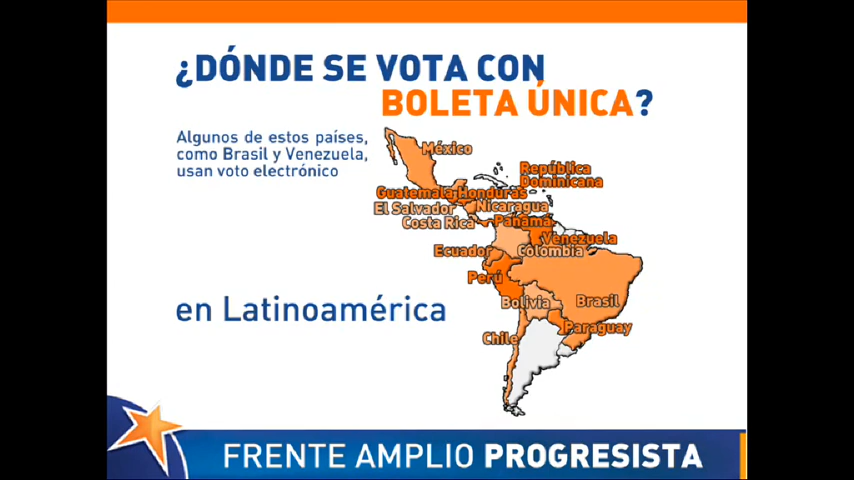 ¿DÓNDE SE VOTA CON
BOLETA ÚNICA?
Algunos de estos países,
como Brasil y Venezuela,
usan voto electrónico
México
República
Dominicana
Guatemala Honduras
El Salvador Nicaragua
Costa Rica Panamá
Venezuela
Ecuador Colombia
Perú
Bolivia Brasil
en Latinoamérica
Paraguay
Chile
FRENTE AMPLIO PROGRESISTA